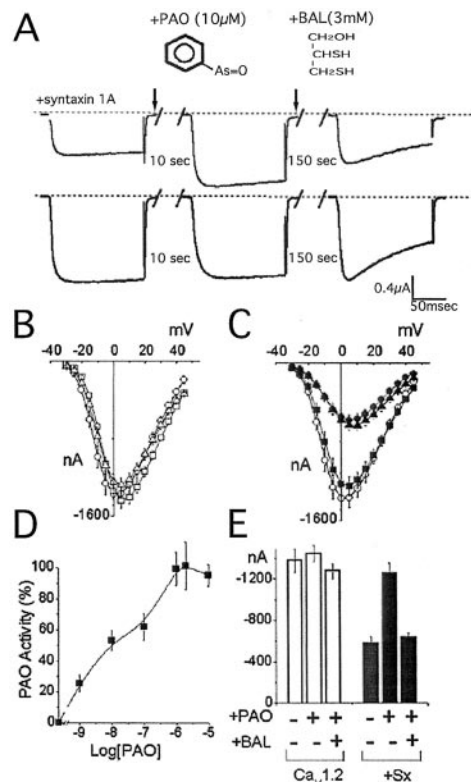 A
+PAO (10µM)
+BAL(3mM)
As=O
CH2OH
CHSH
CH2SH
+syntaxin 1A
10 sec
150 sec
10 sec
150 sec
0.4µA
50msec
B
mV
-40 -20 0 20 40
nA
-1600
C
mV
-40 -20 0 20 40
nA
-1600
D
PAO Activity (%)
100
80
60
40
20
0
-9 -8 -7 -6 -5
Log[PAO]
E
nA
-1200
-800
-400
0
+PAO - + + - + +
+BAL - - + - - +
Cav1.2 +Sx